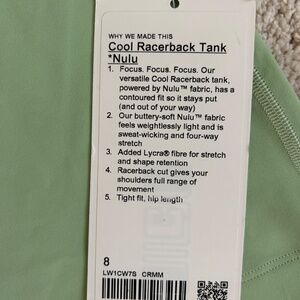 WHY WE MADE THIS
Cool Racerback Tank
*Nulu
1. Focus. Focus. Focus. Our
versatile Cool Racerback tank,
powered by Nulu™ fabric, has a
contoured fit so it stays put
(and out of your way)
2. Our buttery-soft Nulu™ fabric
feels weightlessly light and is
sweat-wicking and four-way
stretch
3. Added Lycra® fibre for stretch
and shape retention
4. Racerback cut gives your
shoulders full range of
movement
5. Tight fit, hip length
8
LW1CW7S CRMM